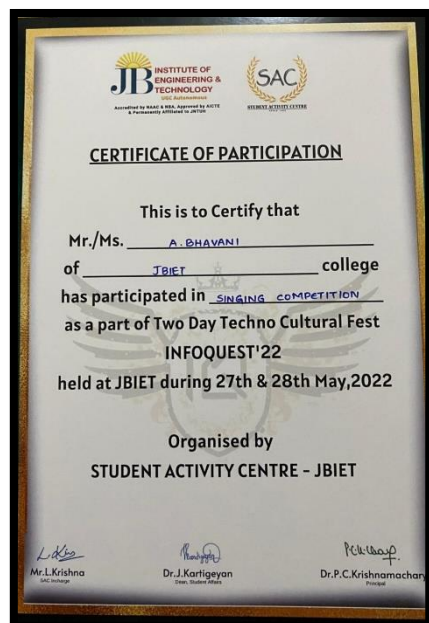 JB INSTITUTE OF
ENGINEERING &
TECHNOLOGY
UGC Autonomous
Accredited by NAAC & NBA, Approved by AICTE
& Permanently Affiliated to JNTUH
SAC
STUDENT ACTIVITY CENTRE
CERTIFICATE OF PARTICIPATION
This is to Certify that
Mr./Ms. A. BHAVANI
of JBIET college
has participated in SINGING COMPETITION
as a part of Two Day Techno Cultural Fest
INFOQUEST'22
held at JBIET during 27th & 28th May,2022
Organised by
STUDENT ACTIVITY CENTRE - JBIET
Mr.L.Krishna
SAC Incharge
Dr.J.Kartigeyan
Dean, Student Affairs
Dr.P.C.Krishnamachary
Principal